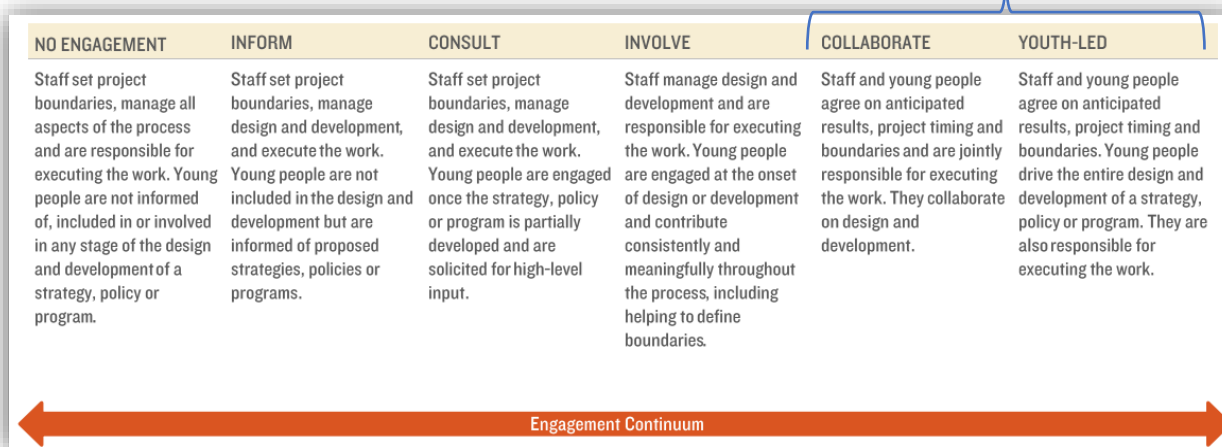 NO ENGAGEMENT
Staff set project
boundaries, manage all
aspects of the process
and are responsible for
executing the work. Young
people are not informed
of, included in or involved
in any stage of the design
and development of a
strategy, policy or
program.
INFORM
Staff set project
boundaries, manage
design and development,
and execute the work.
Young people are not
included in the design and
development but are
informed of proposed
strategies, policies or
programs.
CONSULT
Staff set project
boundaries, manage
design and development,
and execute the work.
Young people are engaged
once the strategy, policy
or program is partially
developed and are
solicited for high-level
input.
INVOLVE
Staff manage design and
development and are
responsible for executing
the work. Young people
are engaged at the onset
of design or development
and contribute
consistently and
meaningfully throughout
the process, including
helping to define
boundaries.
COLLABORATE
Staff and young people
agree on anticipated
results, project timing and
boundaries and are jointly
responsible for executing
the work. They collaborate
on design and
development.
YOUTH-LED
Staff and young people
agree on anticipated
results, project timing and
boundaries. Young people
drive the entire design and
development of a strategy,
policy or program. They are
also responsible for
executing the work.
Engagement Continuum